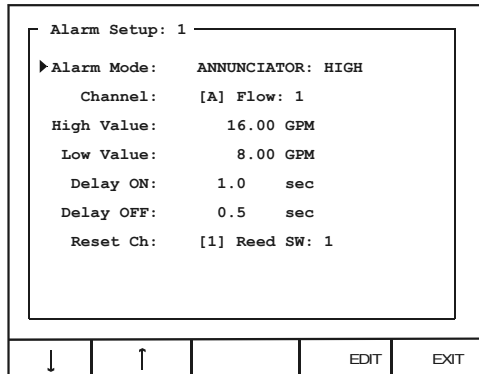 Alarm Setup: 1
Alarm Mode: ANNUNCIATOR: HIGH
Channel: [A] Flow: 1
High Value: 16.00 GPM
Low Value: 8.00 GPM
Delay ON: 1.0 sec
Delay OFF: 0.5 sec
Reset Ch: [1] Reed SW: 1
↓ ↑ EDIT EXIT